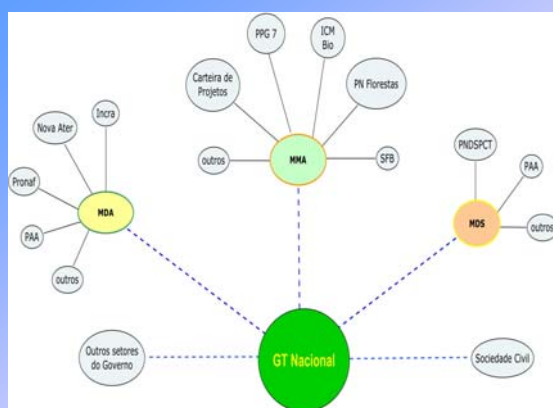 PPG 7
ICM
Bio
Carteira de
Projetos
PN Florestas
outros
MMA
SFB
Incra
Nova Ater
Pronaf
MDA
PAA
outros
PNDSPCT
PAA
MDS
outros
Outros setores
do Governo
GT Nacional
Sociedade Civil